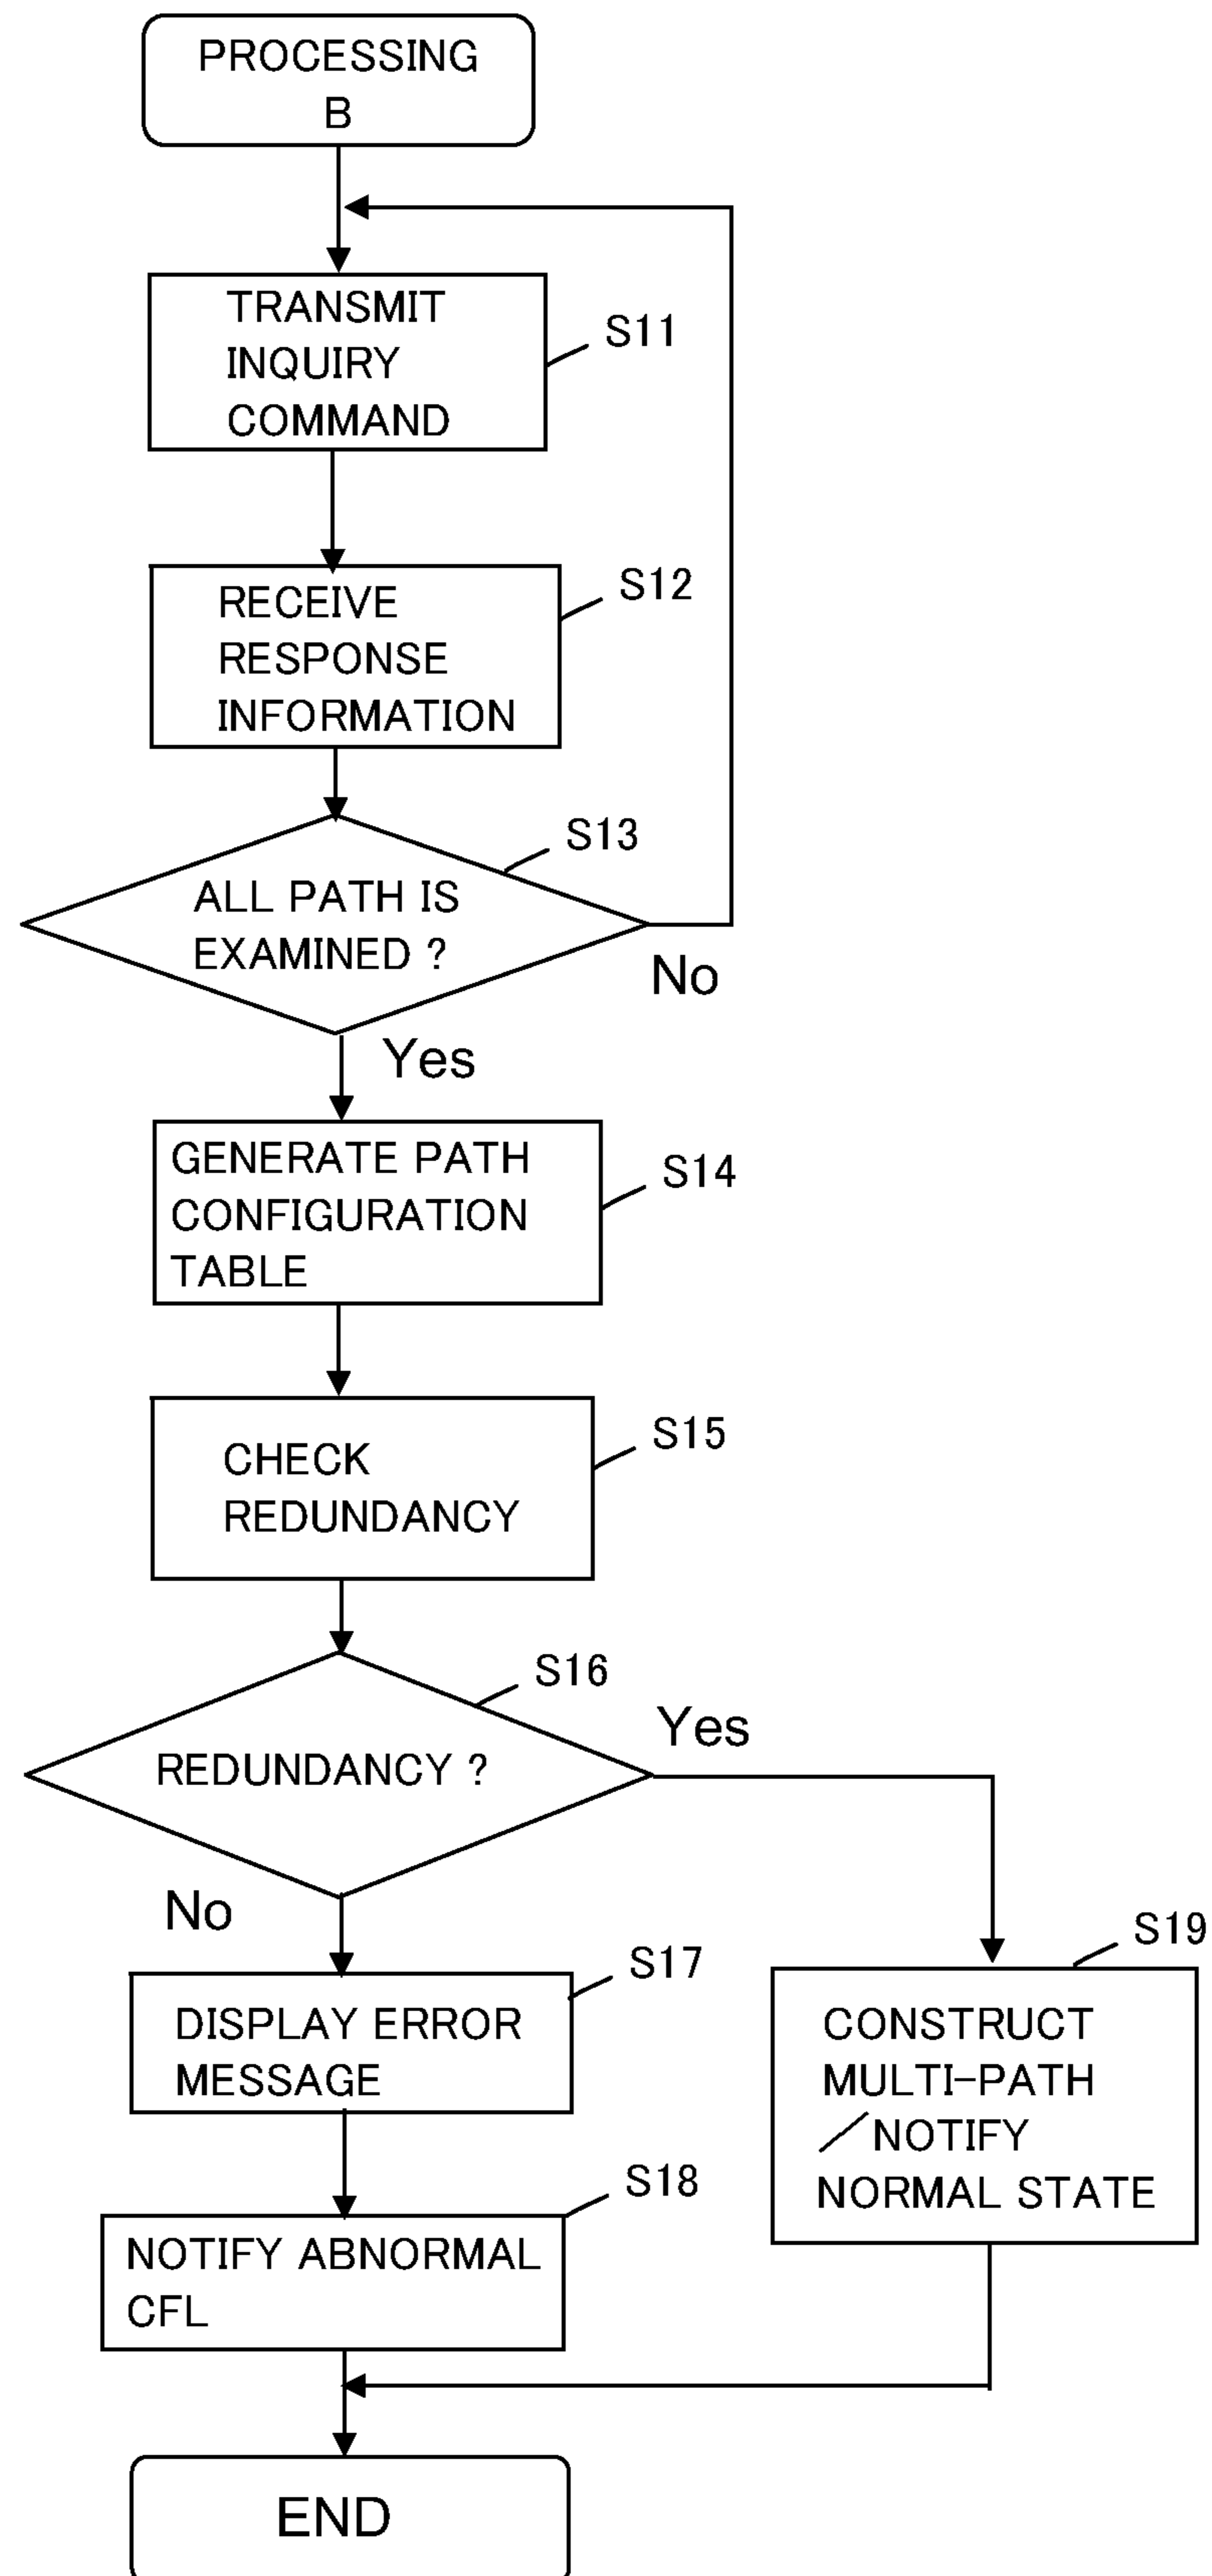 PROCESSING
B
TRANSMIT
INQUIRY
COMMAND
S11
RECEIVE
RESPONSE
INFORMATION
S12
S13
ALL PATH IS
EXAMINED ?
No
Yes
GENERATE PATH
CONFIGURATION
TABLE
S14
CHECK
REDUNDANCY
S15
S16
REDUNDANCY ?
Yes
No
S17
DISPLAY ERROR
MESSAGE
S18
NOTIFY ABNORMAL
CFL
S19
CONSTRUCT
MULTI-PATH
/NOTIFY
NORMAL STATE
END